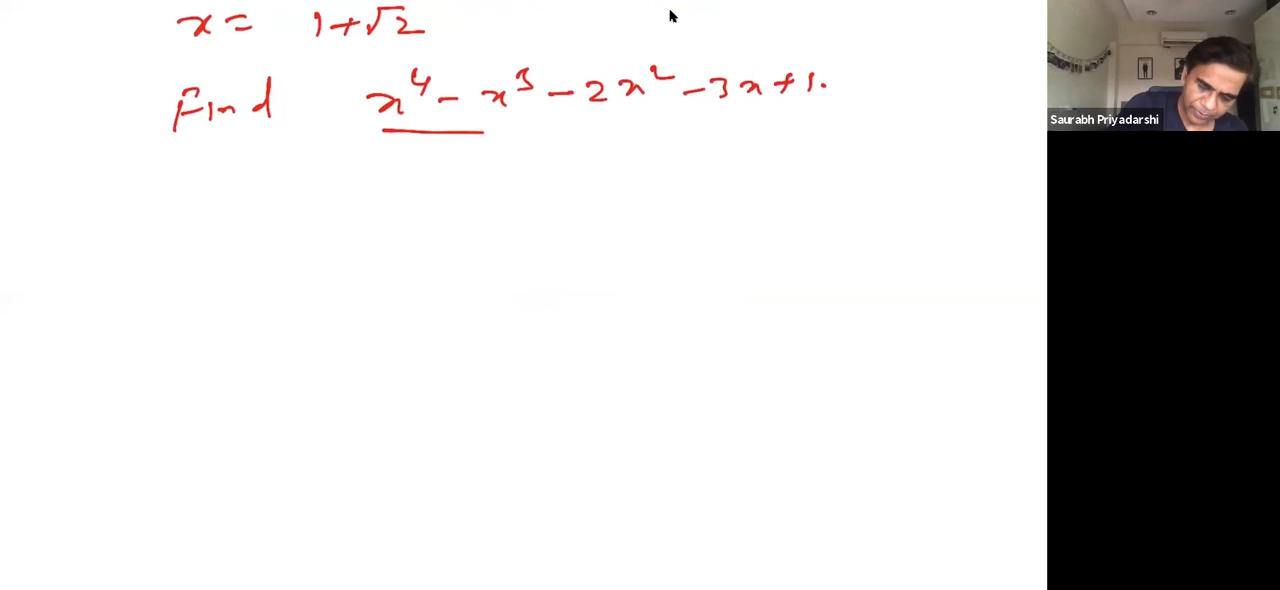 x = 1+√2
Find x⁴ - x³ - 2x² - 3x + 1.
Saurabh Priyadarshi